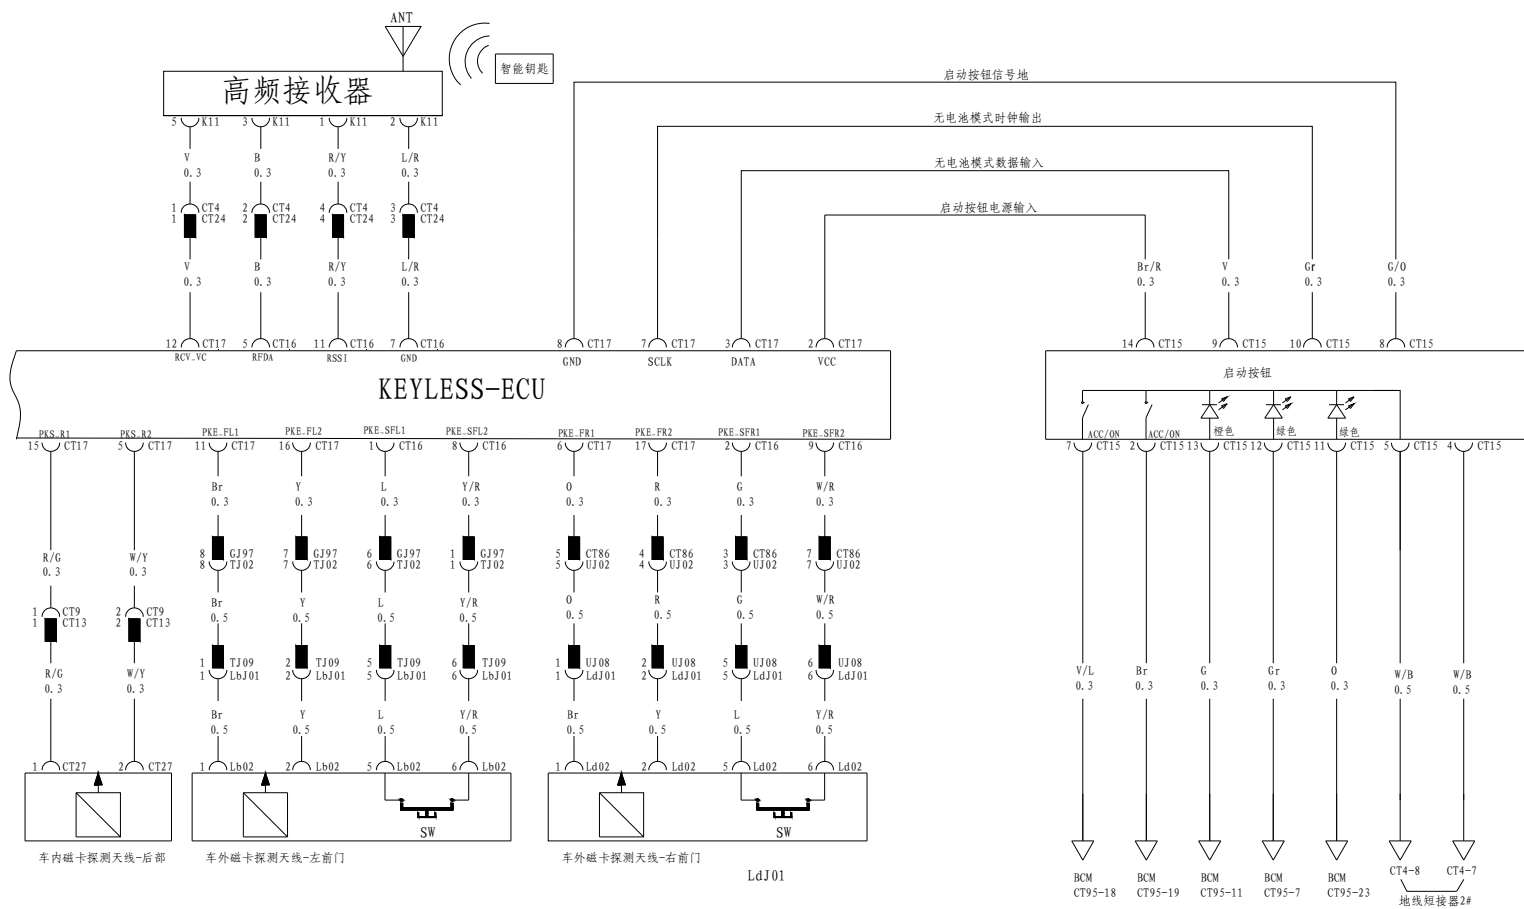 ANT
智能钥匙
高频接收器
启动按钮信号地
无电池模式时钟输出
无电池模式数据输入
启动按钮电源输入
5 K11 3 K11 1 K11 2 K11
V B R/Y L/R
0.3 0.3 0.3 0.3
1 CT4 2 CT4 4 CT4 3 CT4
1 CT24 2 CT24 4 CT24 3 CT24
V B R/Y L/R Br/R V Gr G/O
0.3 0.3 0.3 0.3 0.3 0.3 0.3 0.3
12 CT17 5 CT16 11 CT16 7 CT16 8 CT17 7 CT17 3 CT17 2 CT17 14 CT15 9 CT15 10 CT15 8 CT15
RCV_VC RFDA RSSI GND GND SCLK DATA VCC
启动按钮
KEYLESS-ECU
PKS_R1 PKS_R2 PKE_FL1 PKE_FL2 PKE_SFL1 PKE_SFL2 PKE_FR1 PKE_FR2 PKE_SFR1 PKE_SFR2 ACC/ON ACC/ON 橙色 绿色 绿色
15 CT17 5 CT17 11 CT17 16 CT17 1 CT16 8 CT16 6 CT17 17 CT17 2 CT16 9 CT16 7 CT15 2 CT15 13 CT15 12 CT15 11 CT15 5 CT15 4 CT15
Br Y L Y/R O R G W/R
0.3 0.3 0.3 0.3 0.3 0.3 0.3 0.3
8 GJ97 7 GJ97 6 GJ97 1 GJ97 5 CT86 4 CT86 3 CT86 7 CT86
8 TJ02 7 TJ02 6 TJ02 1 TJ02 5 UJ02 4 UJ02 3 UJ02 7 UJ02
R/G W/Y
0.3 0.3
Br Y L Y/R O R G W/R
0.5 0.5 0.5 0.5 0.5 0.5 0.5 0.5
1 CT9 2 CT9
1 CT13 2 CT13
1 TJ09 2 TJ09 5 TJ09 6 TJ09 1 UJ08 2 UJ08 5 UJ08 6 UJ08
1 LbJ01 2 LbJ01 5 LbJ01 6 LbJ01 1 LdJ01 2 LdJ01 5 LdJ01 6 LdJ01
R/G W/Y V/L Br G Gr O W/B W/B
0.3 0.3 0.3 0.3 0.3 0.3 0.3 0.5 0.5
Br Y L Y/R Br Y L Y/R
0.5 0.5 0.5 0.5 0.5 0.5 0.5 0.5
1 CT27 2 CT27 1 Lb02 2 Lb02 5 Lb02 6 Lb02 1 Ld02 2 Ld02 5 Ld02 6 Ld02
SW SW
车内磁卡探测天线-后部 车外磁卡探测天线-左前门 车外磁卡探测天线-右前门
LdJ01
BCM BCM BCM BCM BCM CT4-8 CT4-7
CT95-18 CT95-19 CT95-11 CT95-7 CT95-23
地线短接器2#